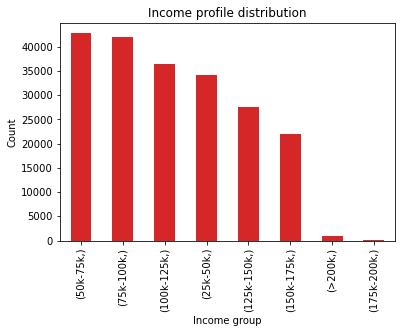 Income profile distribution
Count
40000
35000
30000
25000
20000
15000
10000
5000
0
(50k-75k,)
(75k-100k,)
(100k-125k,)
(25k-50k,)
(125k-150k,)
(150k-175k,)
(>200k,)
(175k-200k,)
Income group